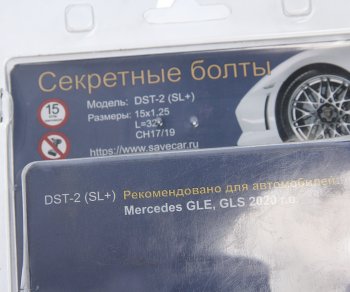 Секретные болты
Модель: DST-2 (SL+)
Размеры: 15x1.25
L=32
CH17/19
https://www.savecar.ru
15
DST-2 (SL+) Рекомендовано для автомобилей
Mercedes GLE, GLS 2020 г.в.